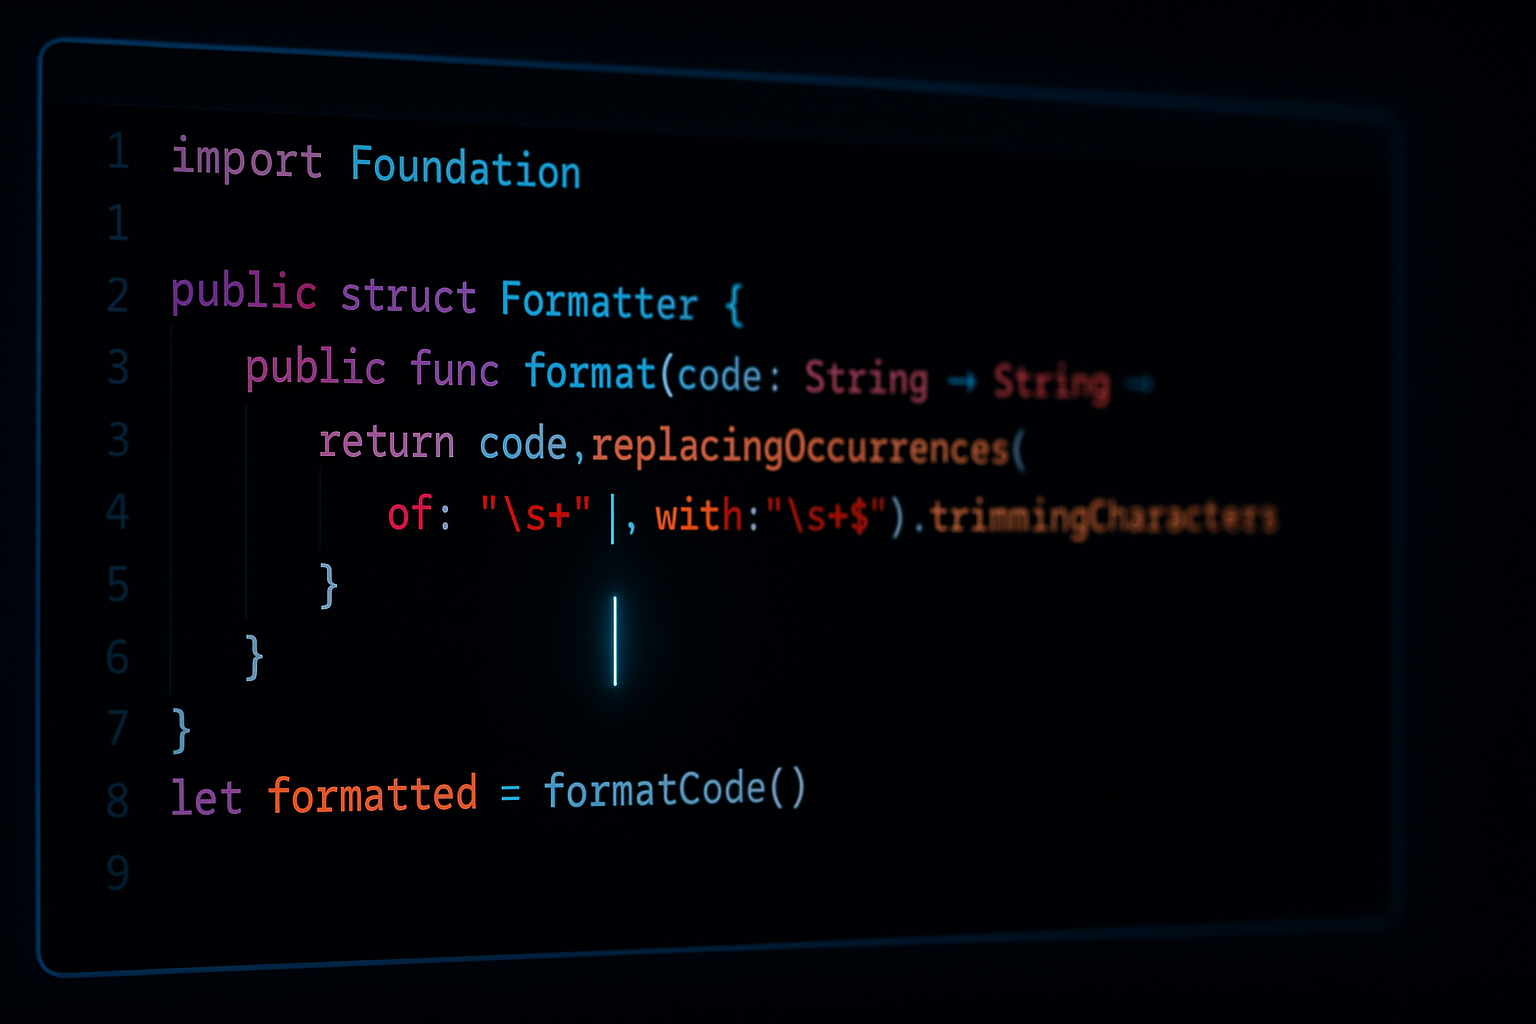 1 import Foundation
1
2 public struct Formatter {
3 public func format(code: String → String →
3 return code,replacingOccurrences(
4 of: "\s+" |, with:"\s+$").trimmingCharacters
5 }
6 }
7 }
8 let formatted = formatCode()
9